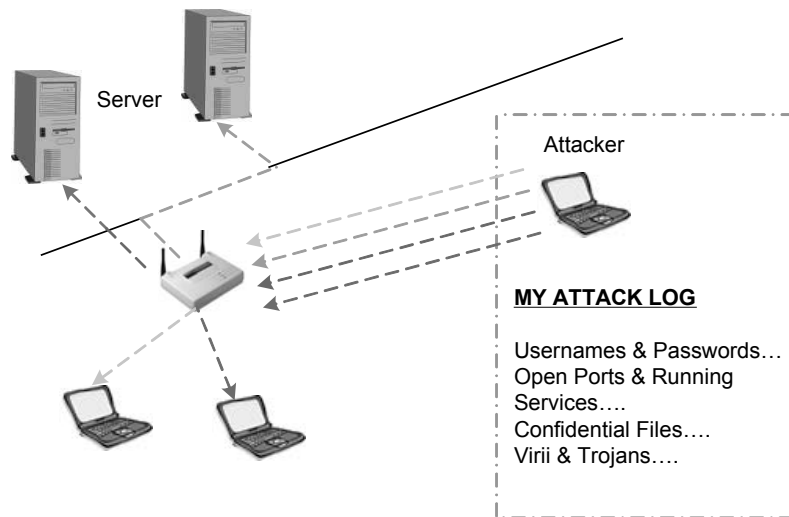 Server
Attacker
MY ATTACK LOG
Usernames & Passwords…
Open Ports & Running
Services….
Confidential Files….
Virii & Trojans….